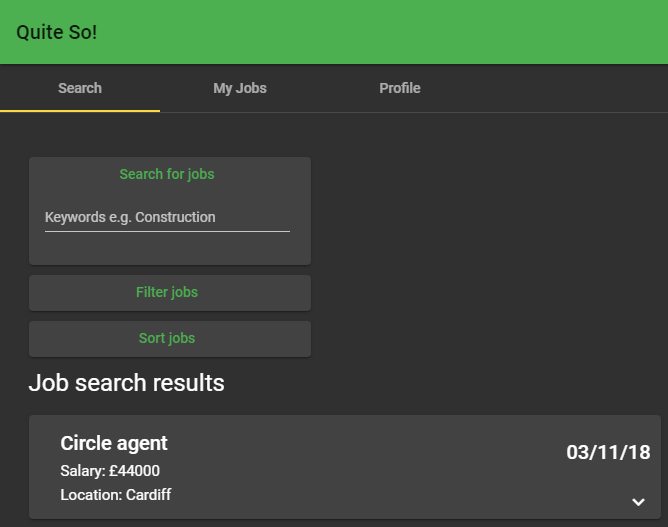 Quite So!
Search My Jobs Profile
Search for jobs
Keywords e.g. Construction
Filter jobs
Sort jobs
Job search results
Circle agent
03/11/18
Salary: £44000
Location: Cardiff